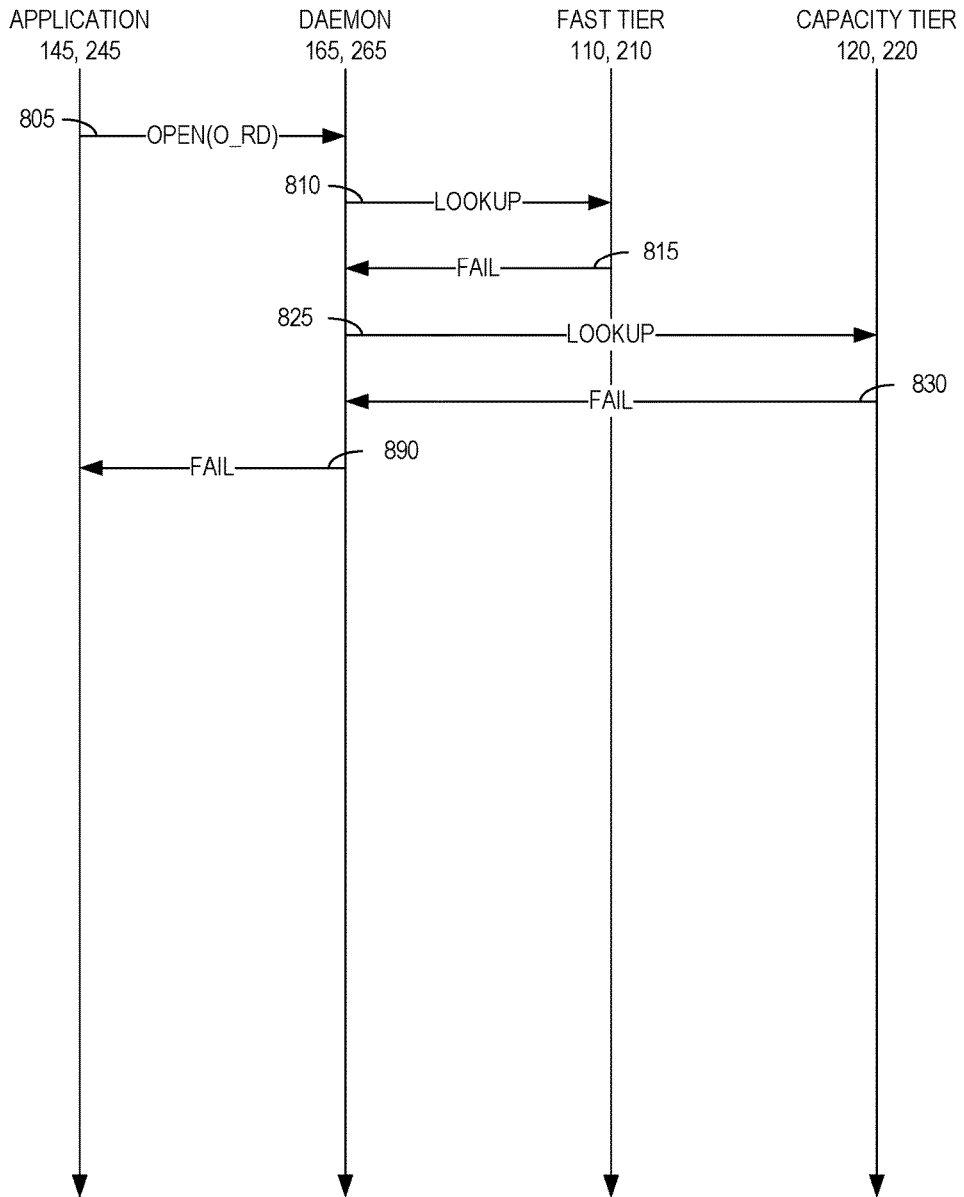 APPLICATION
145, 245
DAEMON
165, 265
FAST TIER
110, 210
CAPACITY TIER
120, 220
805
OPEN(O_RD)
810
LOOKUP
815
FAIL
825
LOOKUP
830
FAIL
890
FAIL